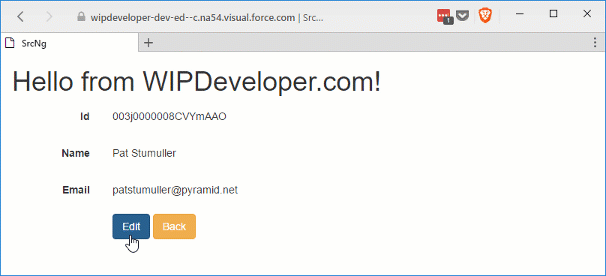 wipdeveloper-dev-ed--c.na54.visual.force.com | Src...
SrcNg
Hello from WIPDeveloper.com!
Id 003j0000008CVYmAAO
Name Pat Stumuller
Email patstumuller@pyramid.net
Edit Back